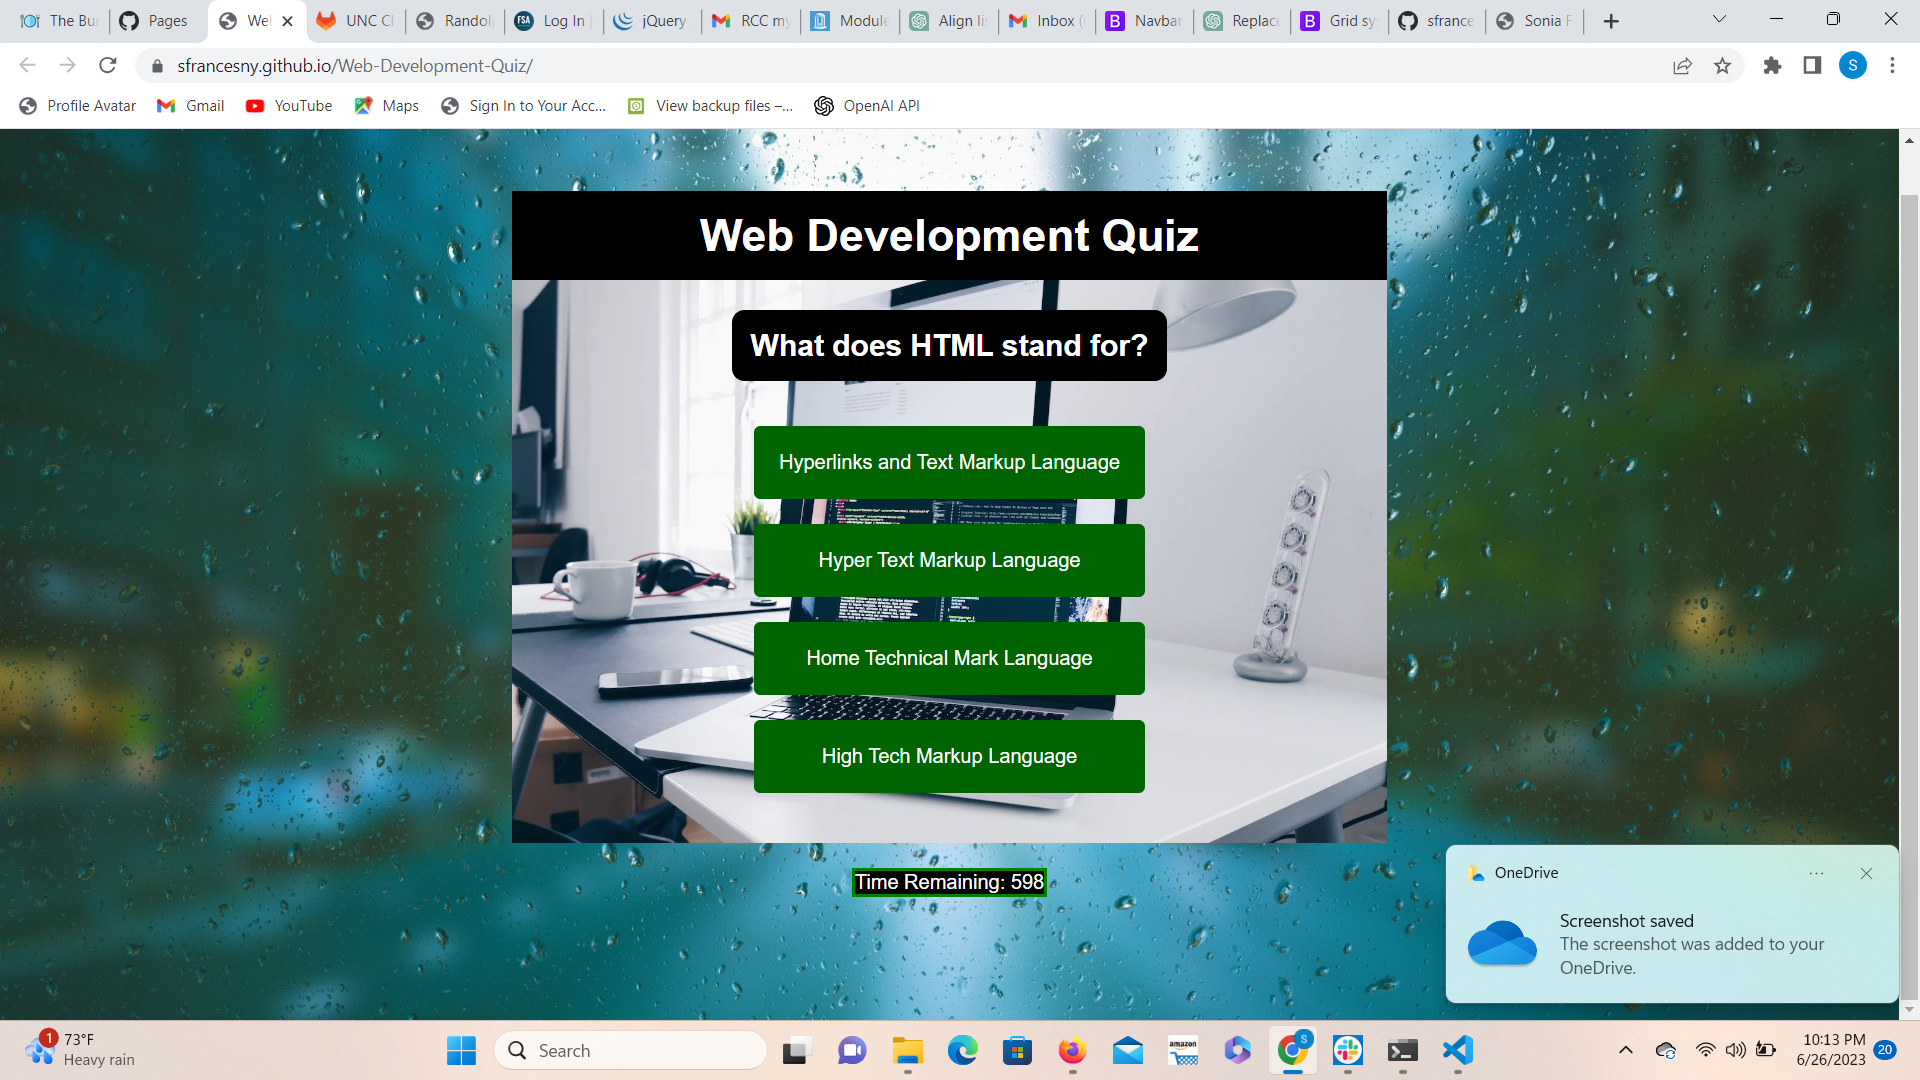 The Bu
Pages
We
UNC C
Randol
Log In
jQuery
RCC my
Module
Align li
Inbox (
Navbar
Replac
Grid sy
sfrance
Sonia F
sfrancesny.github.io/Web-Development-Quiz/
S
Profile Avatar
Gmail
YouTube
Maps
Sign In to Your Acc...
View backup files –...
OpenAI API
Web Development Quiz
What does HTML stand for?
Hyperlinks and Text Markup Language
Hyper Text Markup Language
Home Technical Mark Language
High Tech Markup Language
Time Remaining: 598
OneDrive
Screenshot saved
The screenshot was added to your
OneDrive.
1
73°F
Heavy rain
Search
amazon
S
10:13 PM
6/26/2023
20